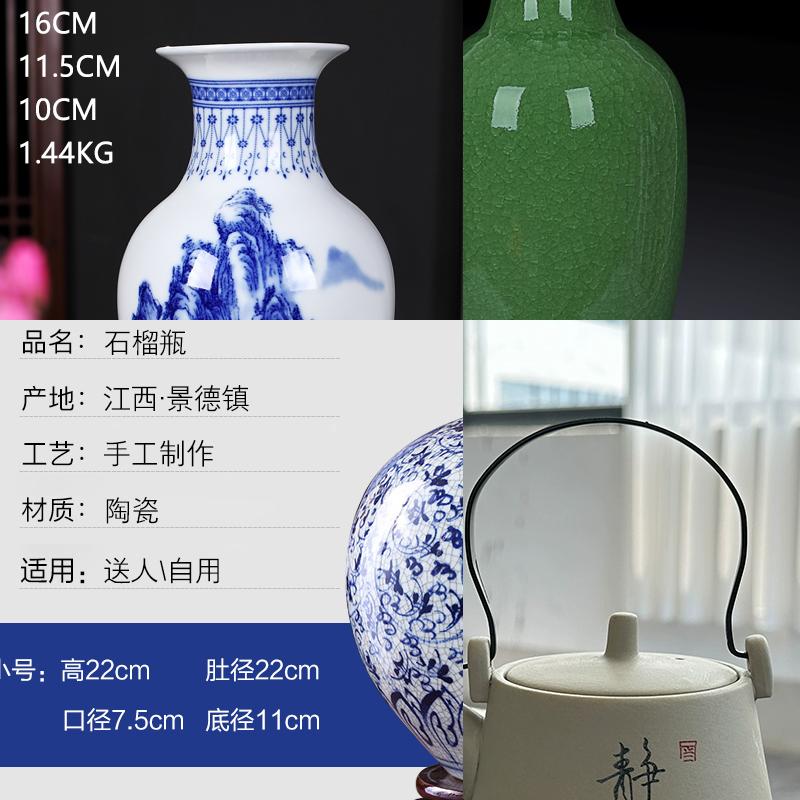 16CM
11.5CM
10CM
1.44KG
品名：石榴瓶
产地：江西·景德镇
工艺：手工制作
材质：陶瓷
适用：送人\自用
小号：高22cm 肚径22cm
口径7.5cm 底径11cm
静